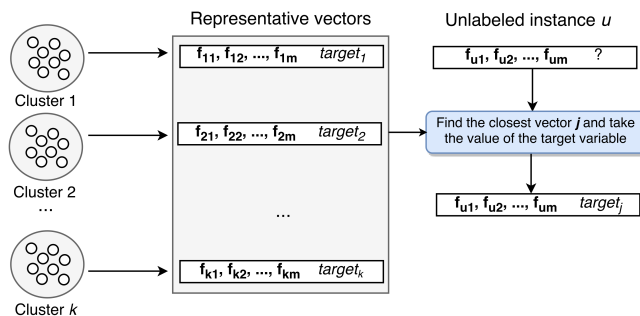 Representative vectors
Unlabeled instance u
f11, f12, ..., f1m target1
fu1, fu2, ..., fum ?
Cluster 1
f21, f22, ..., f2m target2
Find the closest vector j and take
the value of the target variable
Cluster 2
...
...
fu1, fu2, ..., fum targetj
fk1, fk2, ..., fkm targetk
Cluster k